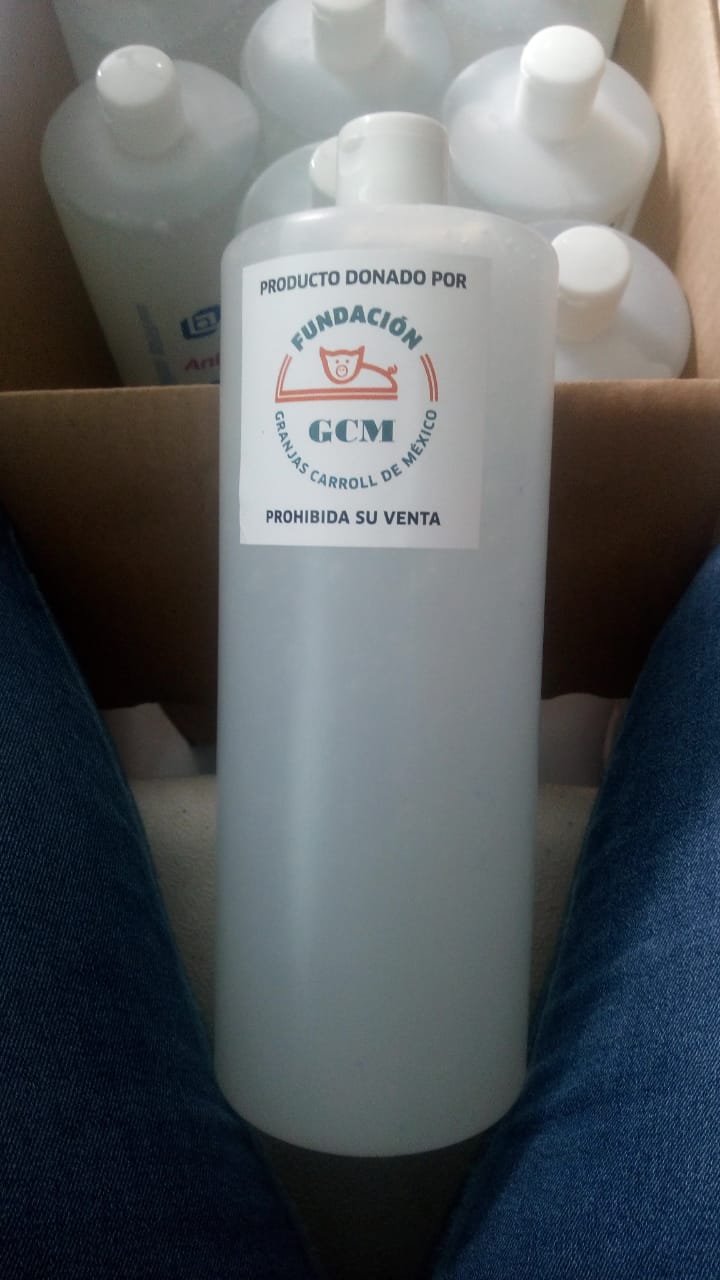 PRODUCTO DONADO POR
FUNDACIÓN
GCM
GRANJAS CARROLL DE MÉXICO
PROHIBIDA SU VENTA